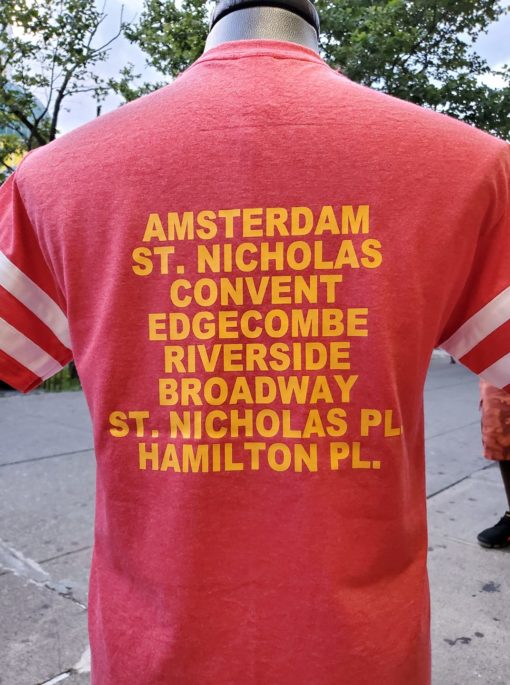 AMSTERDAM
ST. NICHOLAS
CONVENT
EDGECOMBE
RIVERSIDE
BROADWAY
ST. NICHOLAS PL.
HAMILTON PL.